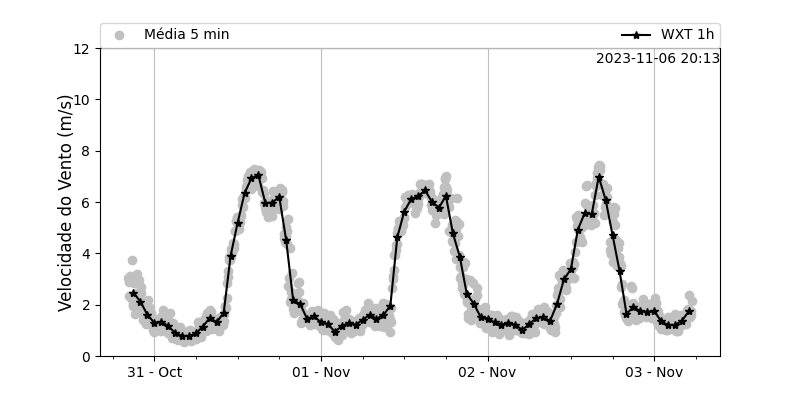 Média 5 min
WXT 1h
2023-11-06 20:13
Velocidade do Vento (m/s)
12
10
8
6
4
2
0
31 - Oct
01 - Nov
02 - Nov
03 - Nov